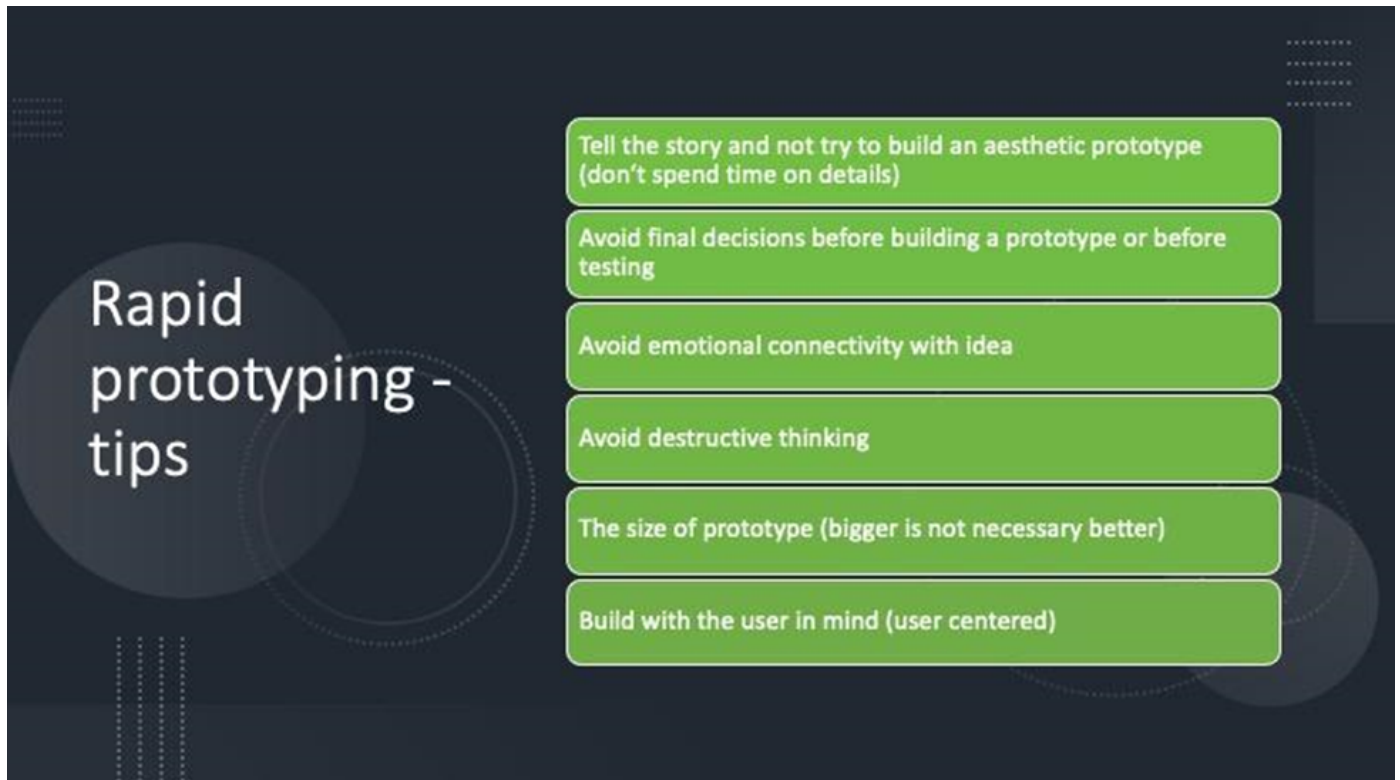 Rapid
prototyping -
tips
Tell the story and not try to build an aesthetic prototype
(don't spend time on details)
Avoid final decisions before building a prototype or before
testing
Avoid emotional connectivity with idea
Avoid destructive thinking
The size of prototype (bigger is not necessary better)
Build with the user in mind (user centered)